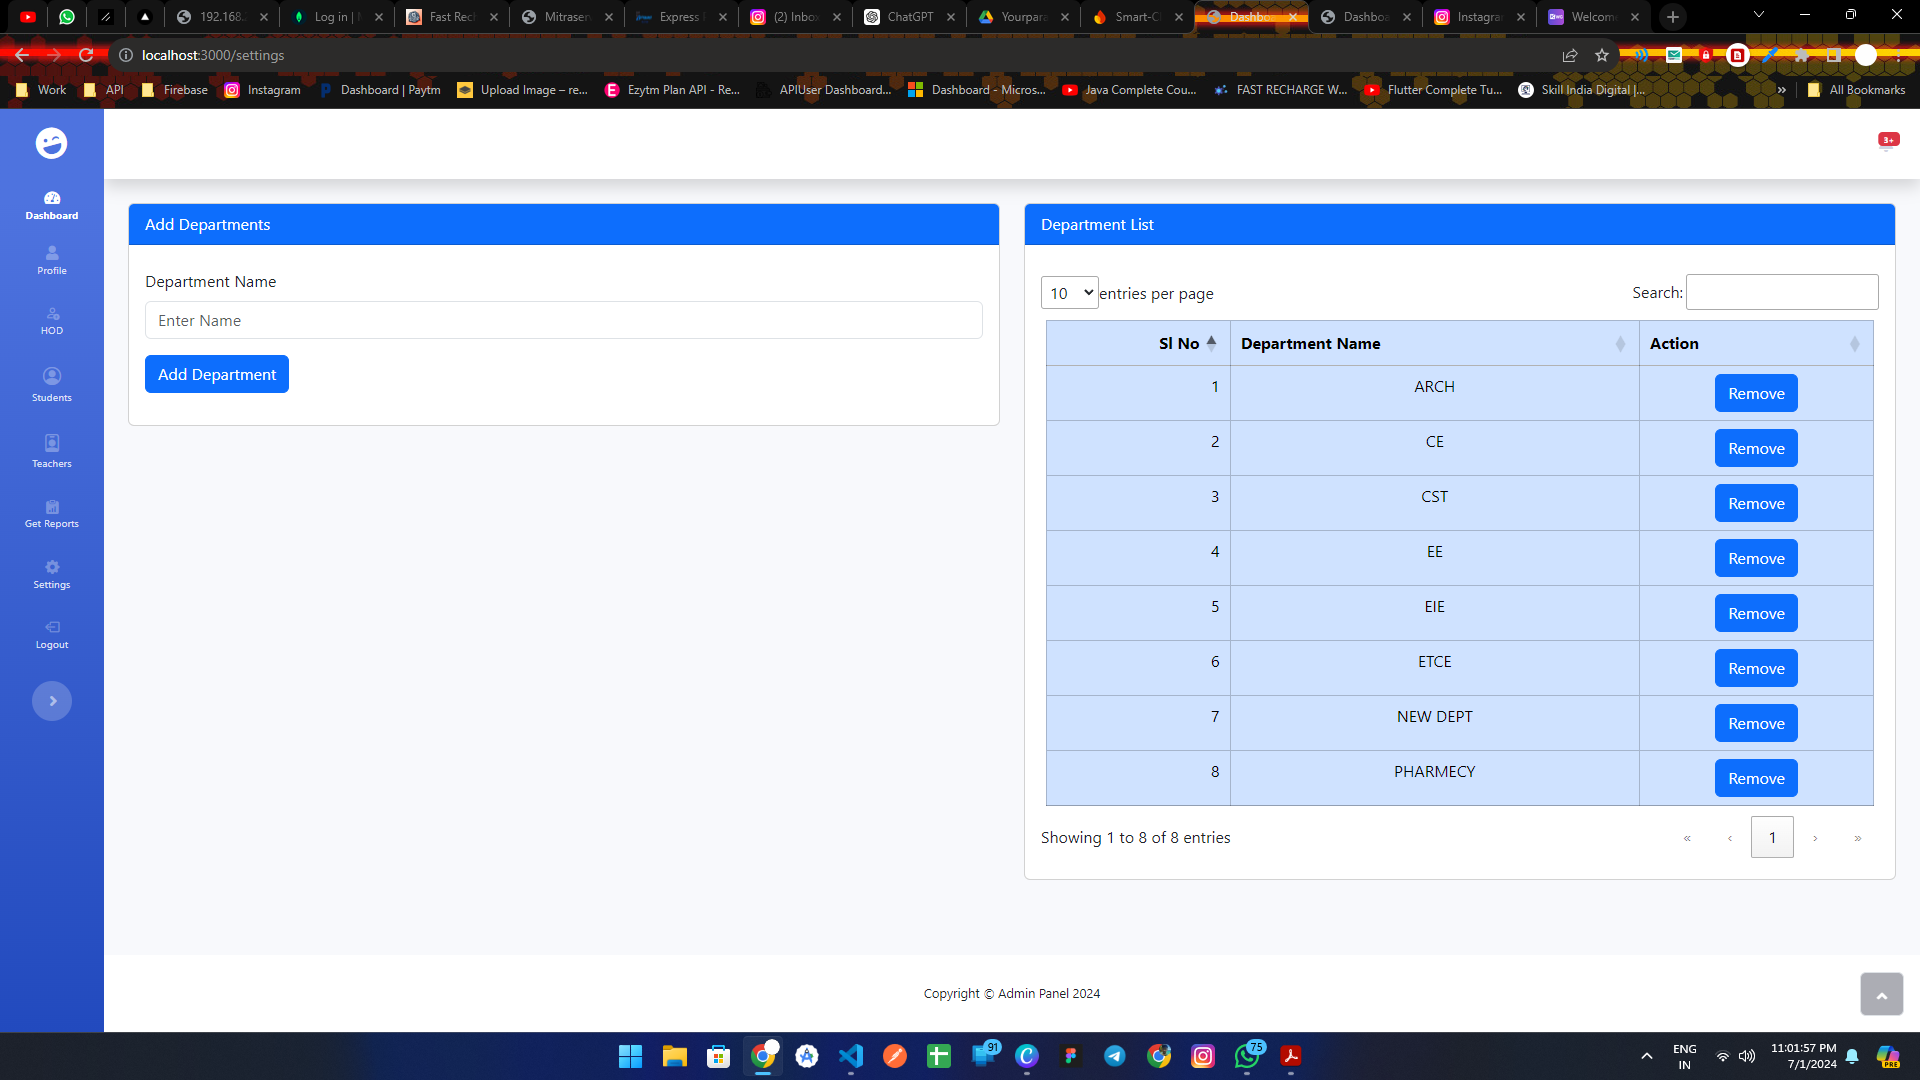 192.168.
Log in |
Fast Rech
Mitraserv
Express
(2) Inbox
ChatGPT
Yourpara
Smart-C
Dashbo
Dashboa
Instagram
Welcome
localhost:3000/settings
Work
API
Firebase
Instagram
Dashboard | Paytm
Upload Image – re...
Ezytm Plan API - Re...
APIUser Dashboard...
Dashboard - Micros...
Java Complete Cou...
FAST RECHARGE W...
Flutter Complete Tu...
Skill India Digital |...
»
All Bookmarks
3+
Dashboard
Profile
HOD
Students
Teachers
Get Reports
Settings
Logout
Add Departments
Department Name
Enter Name
Add Department
Department List
10 entries per page
Search:
Sl No Department Name Action
1 ARCH Remove
2 CE Remove
3 CST Remove
4 EE Remove
5 EIE Remove
6 ETCE Remove
7 NEW DEPT Remove
8 PHARMECY Remove
Showing 1 to 8 of 8 entries
« ‹ 1 › »
Copyright © Admin Panel 2024
91
75
ENG
IN
11:01:57 PM
7/1/2024
PRE